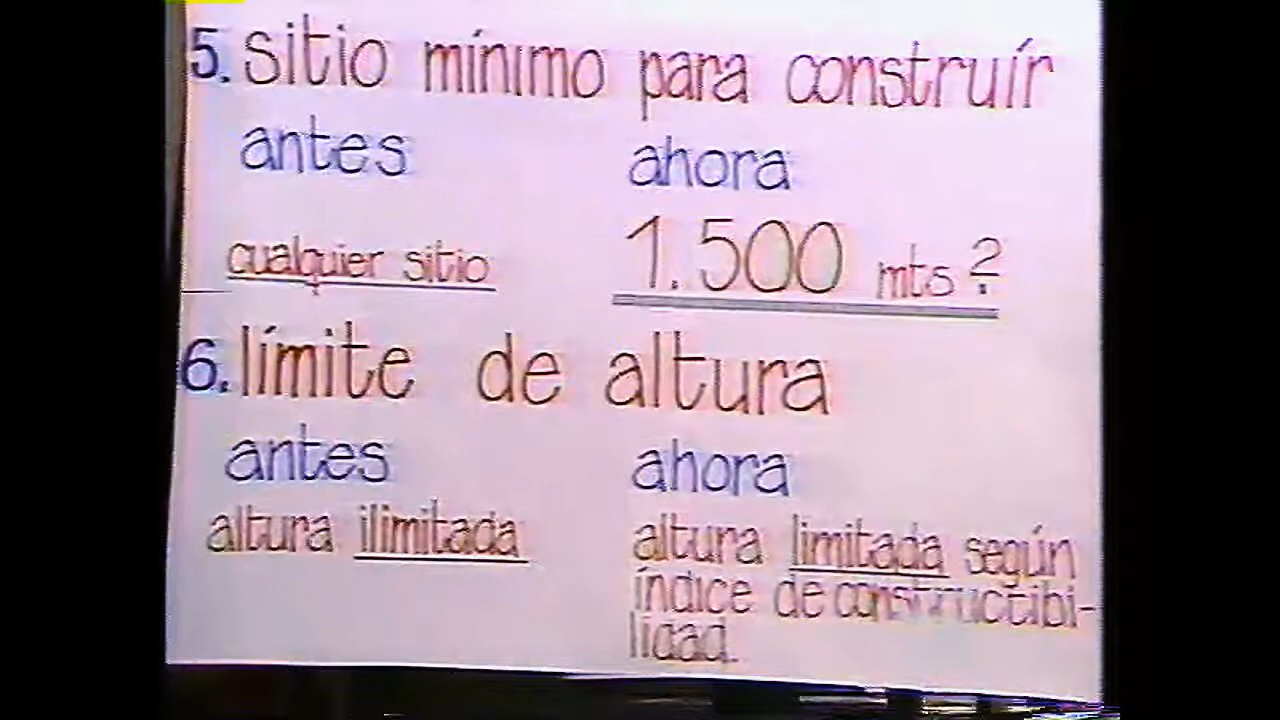 5. sitio mínimo para construír
antes ahora
cualquier sitio 1.500 mts²
6. límite de altura
antes ahora
altura ilimitada altura limitada según
índice de constructibi-
lidad.